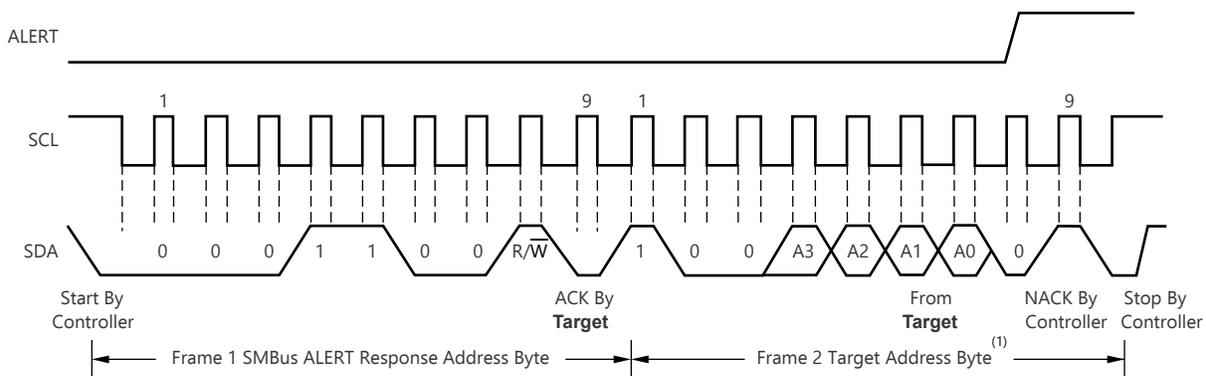 ALERT
1 9 1 9
SCL
SDA 0 0 0 1 1 0 0 R/W̅ 1 0 0 A3 A2 A1 A0 0
Start By ACK By From NACK By Stop By
Controller Target Target Controller Controller
Frame 1 SMBus ALERT Response Address Byte Frame 2 Target Address Byte(1)